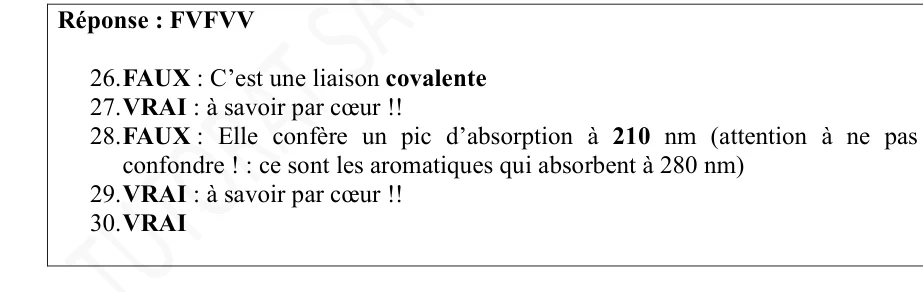 Réponse : FVFVV
26.FAUX : C'est une liaison covalente
27.VRAI : à savoir par cœur !!
28.FAUX : Elle confère un pic d'absorption à 210 nm (attention à ne pas
confondre ! : ce sont les aromatiques qui absorbent à 280 nm)
29.VRAI : à savoir par cœur !!
30.VRAI